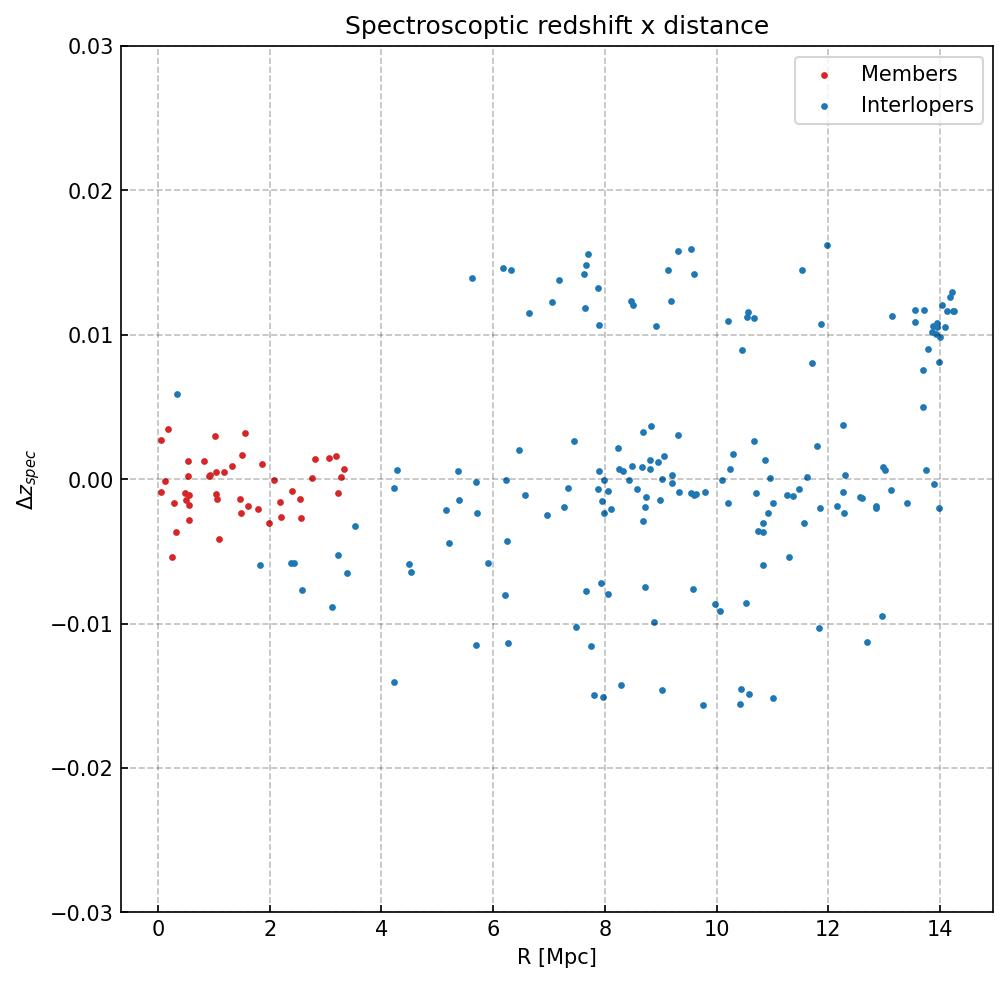 Spectroscoptic redshift x distance
Members
Interlopers
0.03
0.02
0.01
0.00
−0.01
−0.02
−0.03
Δz_spec
0 2 4 6 8 10 12 14
R [Mpc]